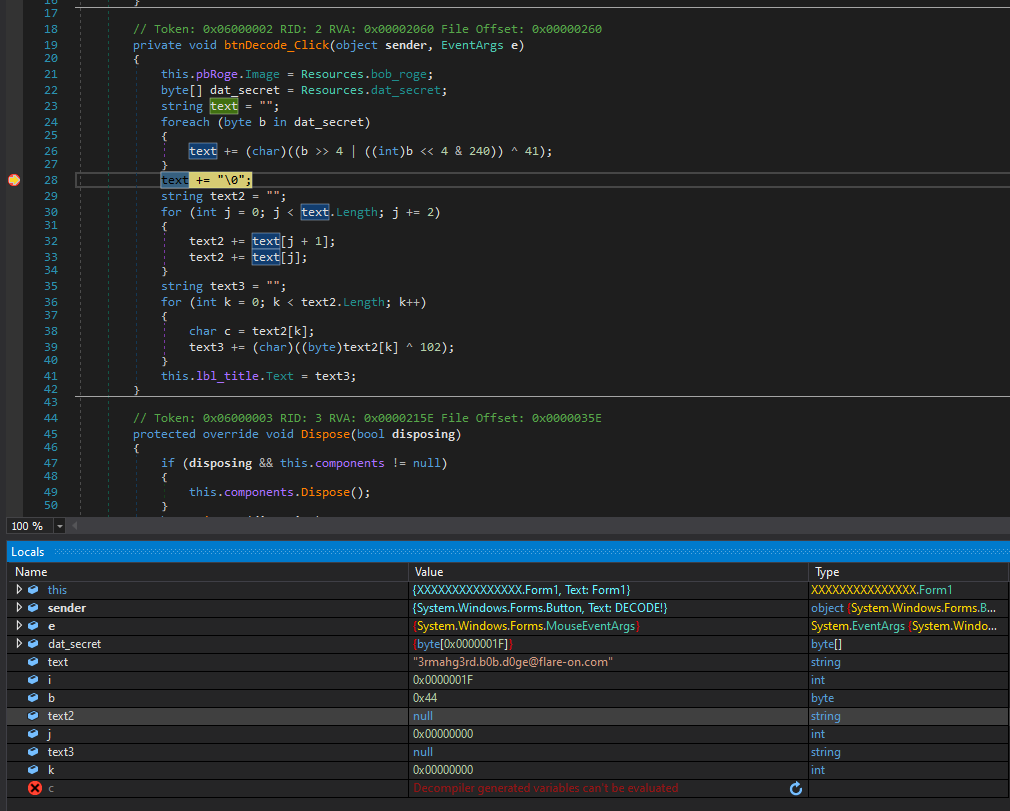 16 }
17
18 // Token: 0x06000002 RID: 2 RVA: 0x00002060 File Offset: 0x00000260
19 private void btnDecode_Click(object sender, EventArgs e)
20 {
21 this.pbRoge.Image = Resources.bob_roge;
22 byte[] dat_secret = Resources.dat_secret;
23 string text = "";
24 foreach (byte b in dat_secret)
25 {
26 text += (char)((b >> 4 | ((int)b << 4 & 240)) ^ 41);
27 }
28 text += "\0";
29 string text2 = "";
30 for (int j = 0; j < text.Length; j += 2)
31 {
32 text2 += text[j + 1];
33 text2 += text[j];
34 }
35 string text3 = "";
36 for (int k = 0; k < text2.Length; k++)
37 {
38 char c = text2[k];
39 text3 += (char)((byte)text2[k] ^ 102);
40 }
41 this.lbl_title.Text = text3;
42 }
43
44 // Token: 0x06000003 RID: 3 RVA: 0x0000215E File Offset: 0x0000035E
45 protected override void Dispose(bool disposing)
46 {
47 if (disposing && this.components != null)
48 {
49 this.components.Dispose();
50 }
100 %
Locals
Name Value Type
this {XXXXXXXXXXXXXXX.Form1, Text: Form1} XXXXXXXXXXXXXXX.Form1
sender {System.Windows.Forms.Button, Text: DECODE!} object {System.Windows.Forms.B...
e {System.Windows.Forms.MouseEventArgs} System.EventArgs {System.Windo...
dat_secret {byte[0x0000001F]} byte[]
text "3rmahg3rd.b0b.d0ge@flare-on.com" string
i 0x0000001F int
b 0x44 byte
text2 null string
j 0x00000000 int
text3 null string
k 0x00000000 int
c Decompiler generated variables can't be evaluated